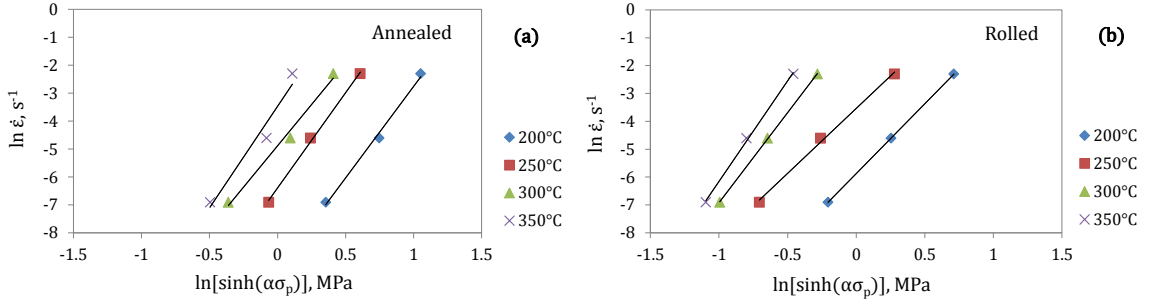 0
-1
-2
-3
-4
-5
-6
-7
-8
-1.5
-1
-0.5
0
0.5
1
1.5
ln ε̇, s⁻¹
ln[sinh(ασₚ)], MPa
Annealed
(a)
200°C
250°C
300°C
350°C
0
-1
-2
-3
-4
-5
-6
-7
-8
-1.5
-1
-0.5
0
0.5
1
1.5
ln ε̇, s⁻¹
ln[sinh(ασₚ)], MPa
Rolled
(b)
200°C
250°C
300°C
350°C